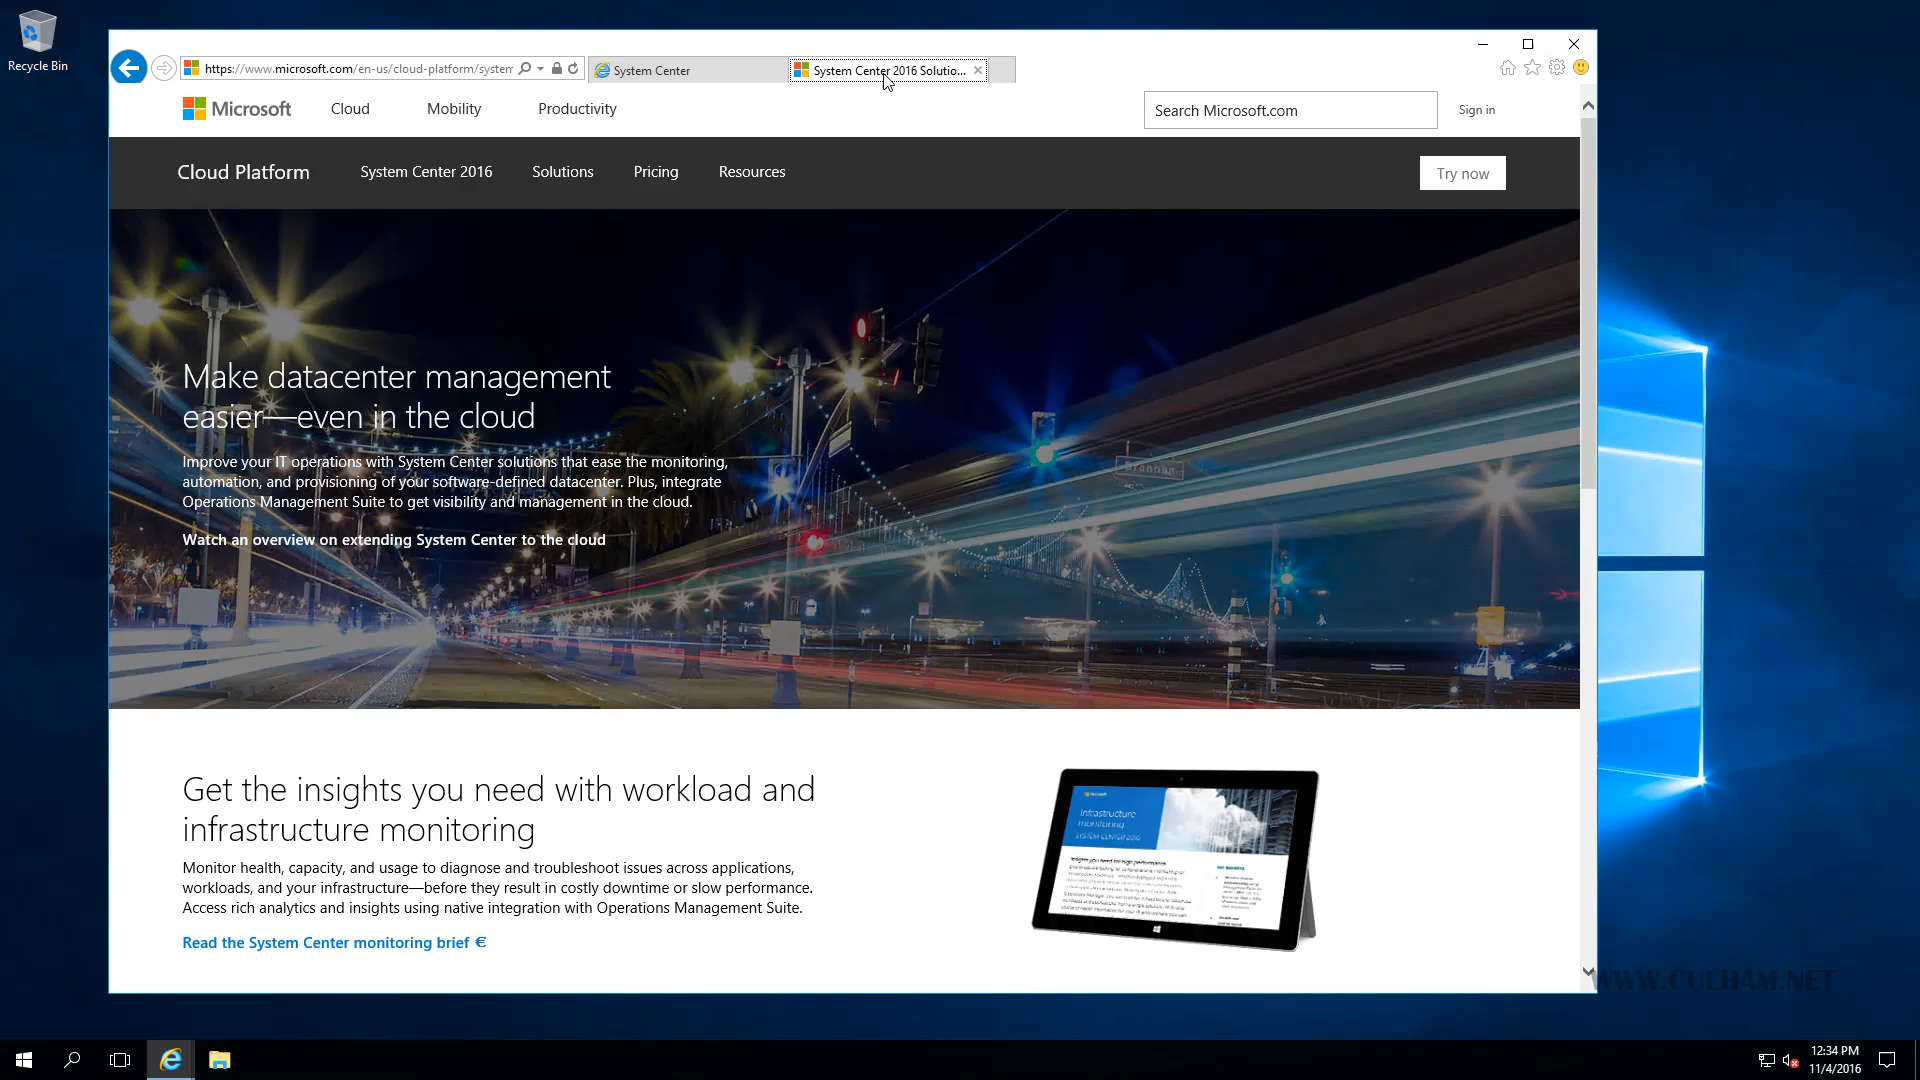 Recycle Bin
https://www.microsoft.com/en-us/cloud-platform/system
System Center
System Center 2016 Solutio...
Microsoft
Cloud
Mobility
Productivity
Search Microsoft.com
Sign in
Cloud Platform
System Center 2016
Solutions
Pricing
Resources
Try now
Make datacenter management
easier—even in the cloud
Improve your IT operations with System Center solutions that ease the monitoring,
automation, and provisioning of your software-defined datacenter. Plus, integrate
Operations Management Suite to get visibility and management in the cloud.
Watch an overview on extending System Center to the cloud
Brannan
Get the insights you need with workload and
infrastructure monitoring
Monitor health, capacity, and usage to diagnose and troubleshoot issues across applications,
workloads, and your infrastructure—before they result in costly downtime or slow performance.
Access rich analytics and insights using native integration with Operations Management Suite.
Read the System Center monitoring brief €
Infrastructure
monitoring
SYSTEM CENTER 2016
WWW.CULHAM.NET
12:34 PM
11/4/2016